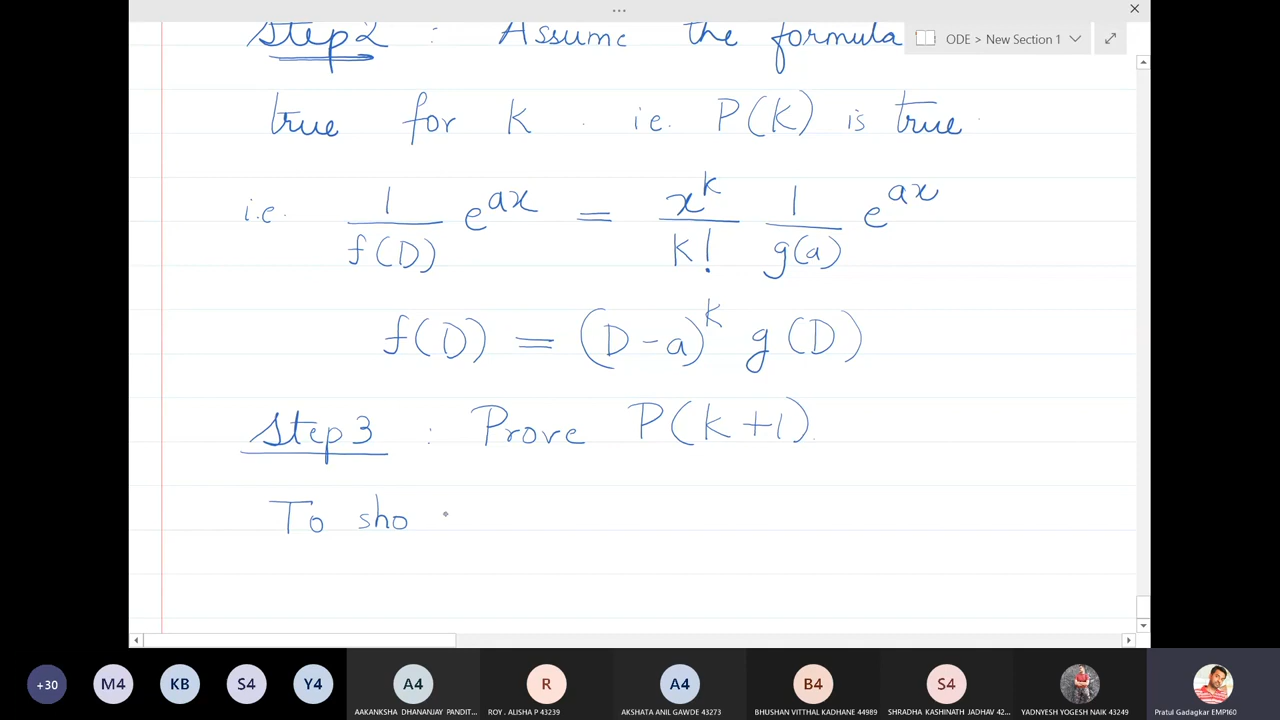 ODE > New Section 1
Step 2 : Assume the formula
true for k . ie. P(K) is true.
i.e. 1/f(D) e^{ax} = x^k/k! 1/g(a) e^{ax}
f(D) = (D-a)^k g(D)
Step 3 : Prove P(k+1).
To sho
+30 M4 KB S4 Y4 A4 R A4 B4 S4
AAKANKSHA DHANANJAY PANDIT... ROY . ALISHA P 43239 AKSHATA ANIL GAWDE 43273 BHUSHAN VITTHAL KADHANE 44989 SHRADHA KASHINATH JADHAV 42... YADNYESH YOGESH NAIK 43249 Pratul Gadagkar EMP160